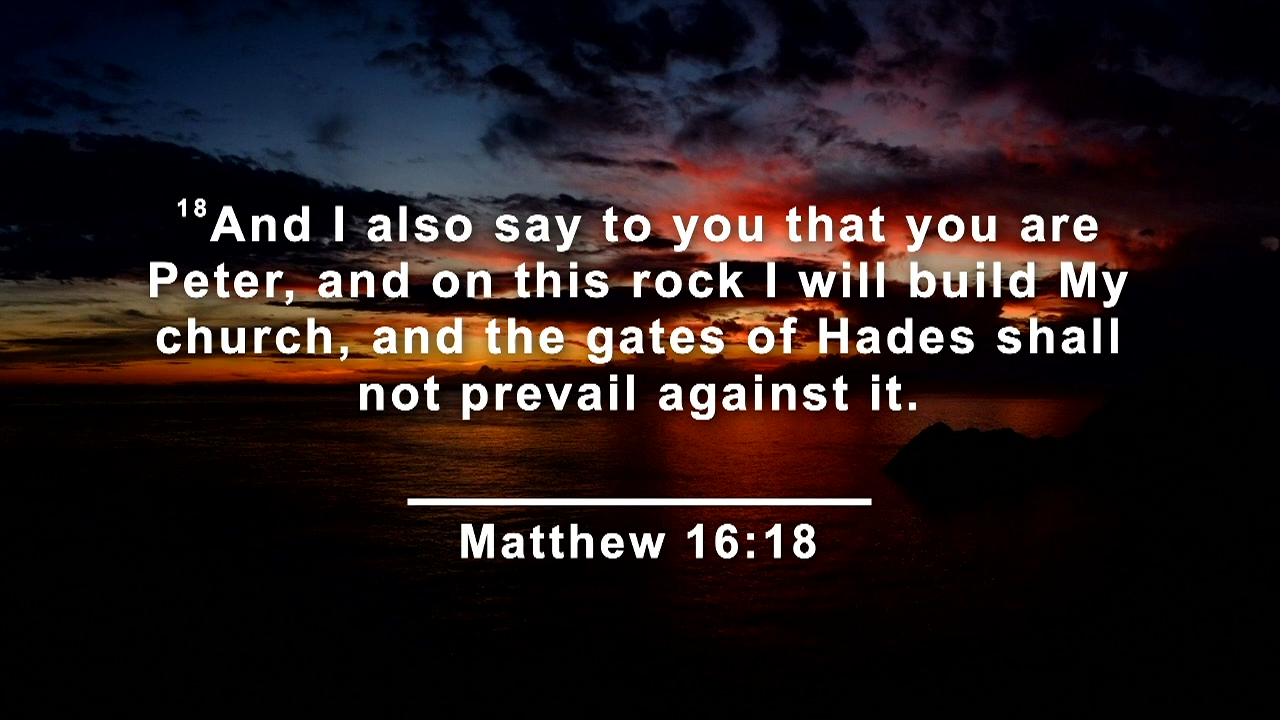 18And I also say to you that you are
Peter, and on this rock I will build My
church, and the gates of Hades shall
not prevail against it.
Matthew 16:18